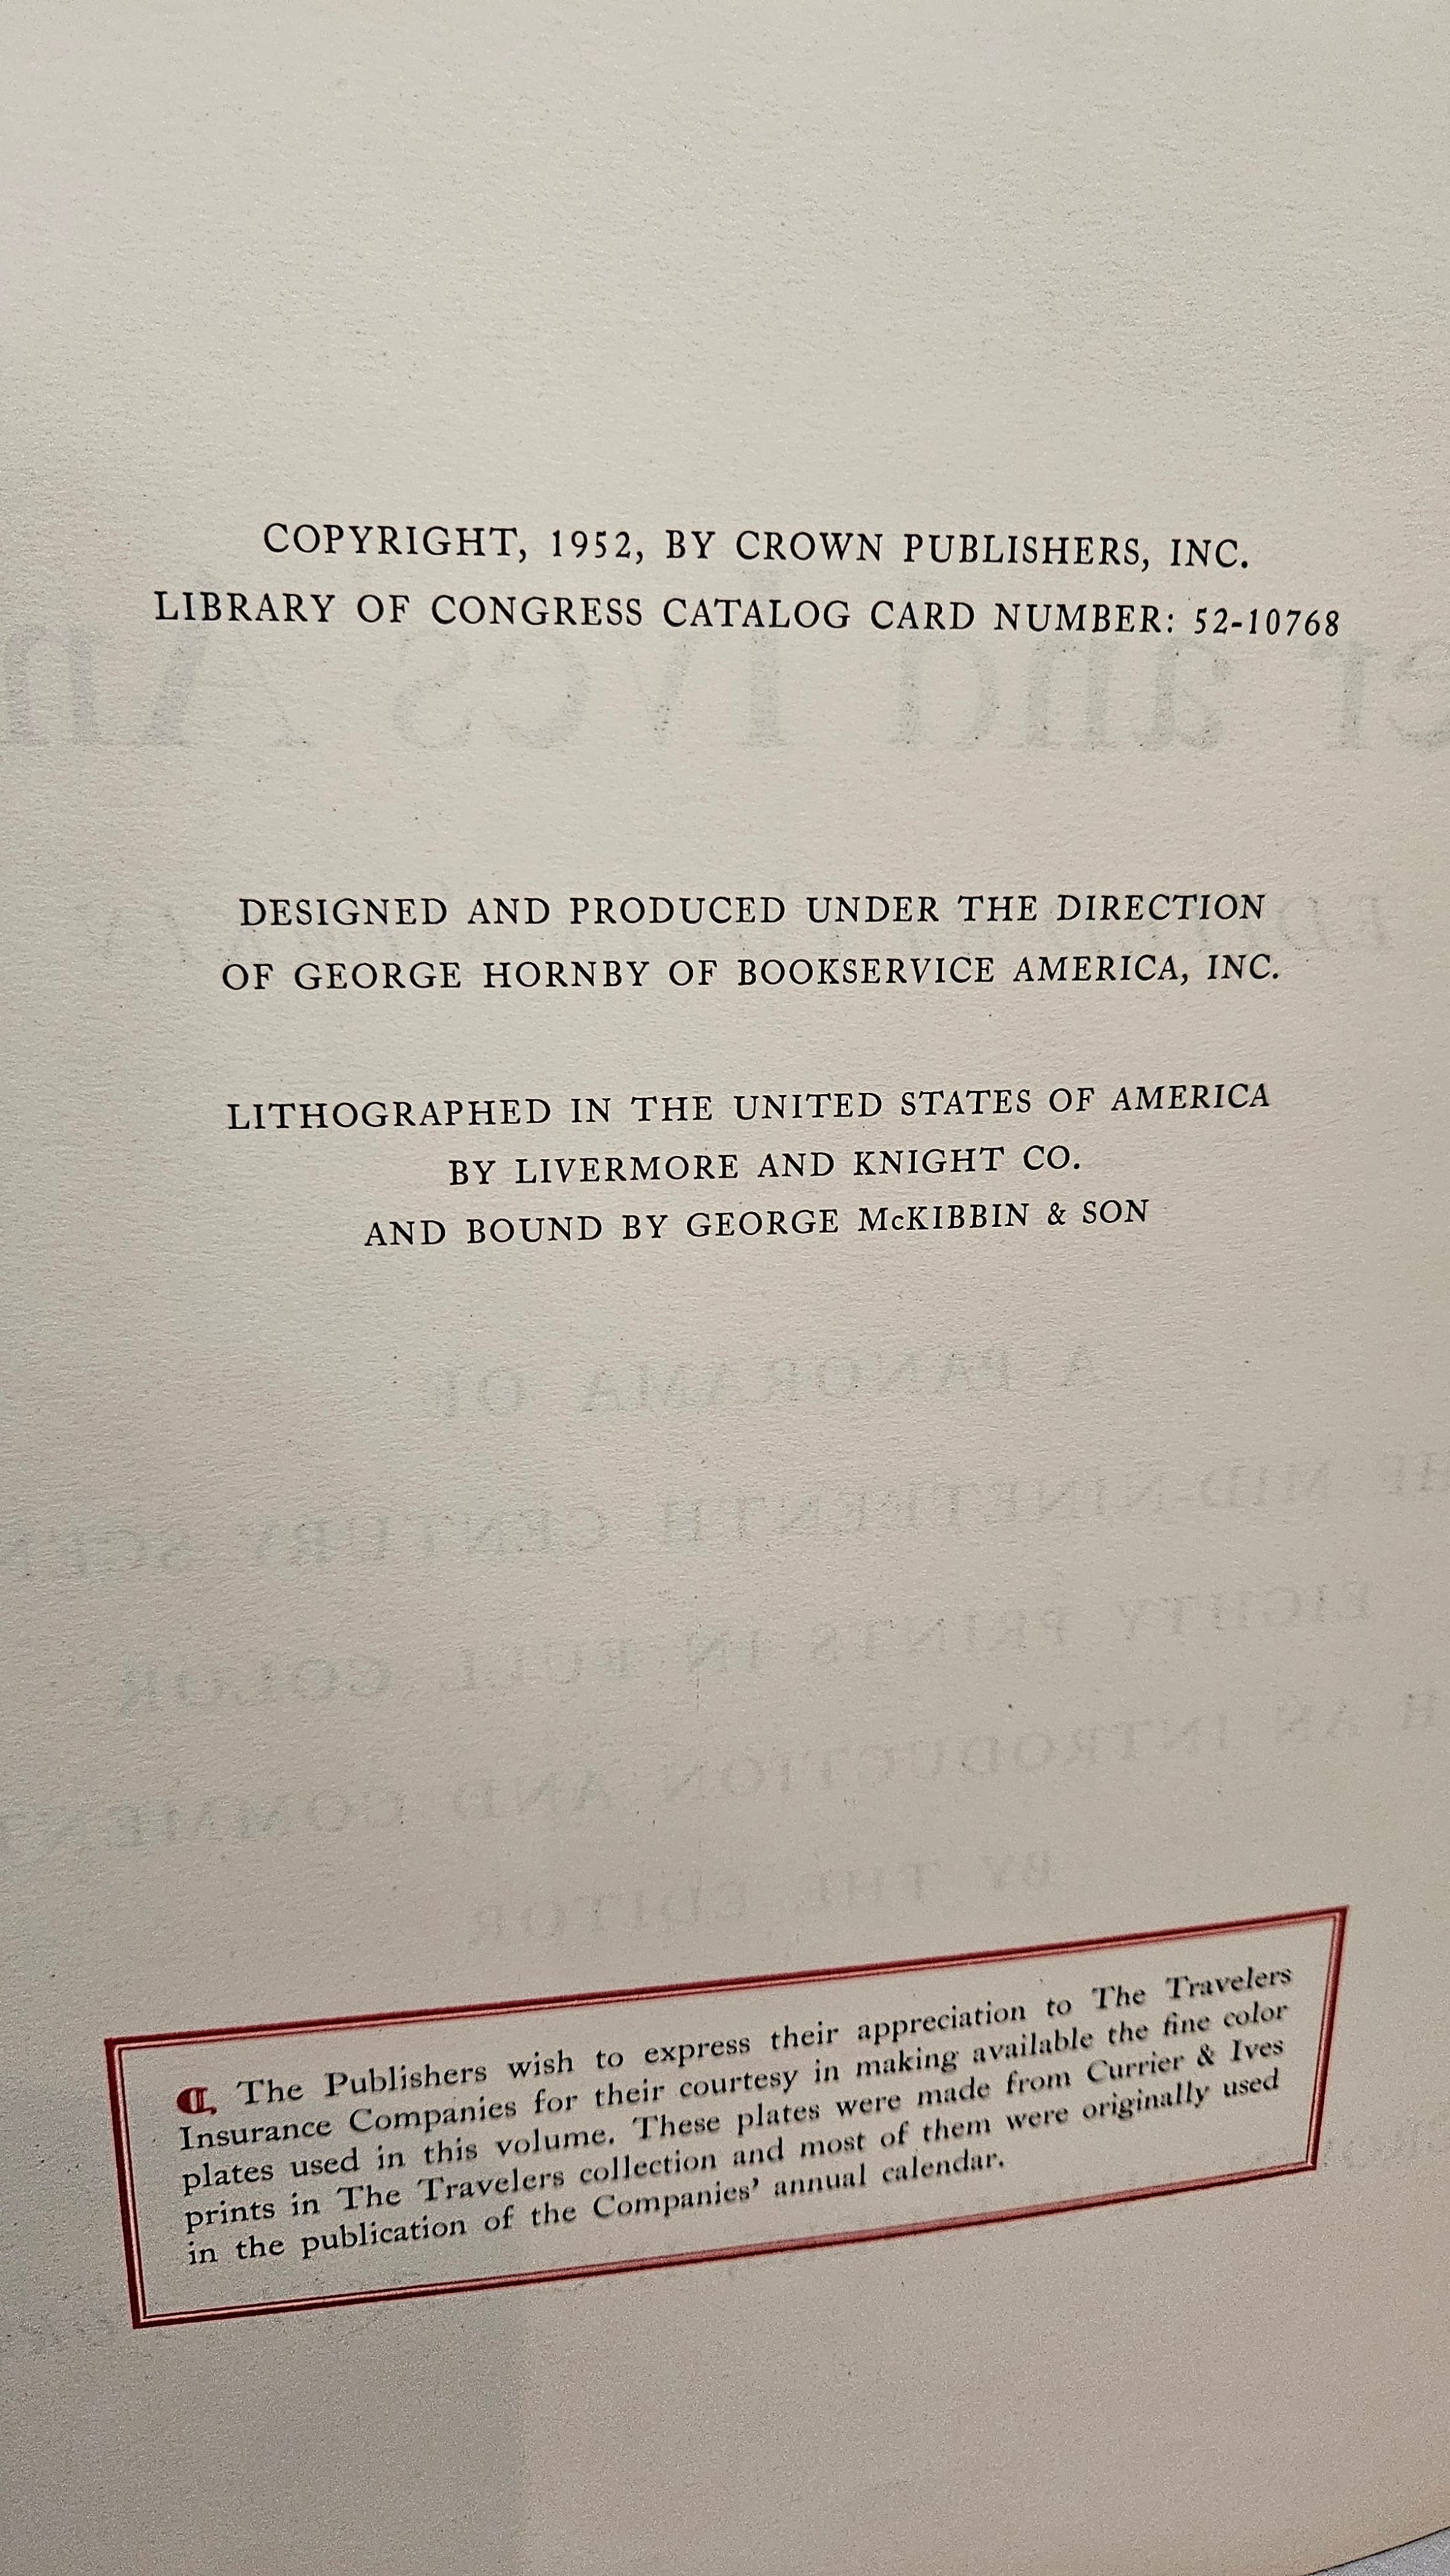 COPYRIGHT, 1952, BY CROWN PUBLISHERS, INC.
LIBRARY OF CONGRESS CATALOG CARD NUMBER: 52-10768
DESIGNED AND PRODUCED UNDER THE DIRECTION
OF GEORGE HORNBY OF BOOKSERVICE AMERICA, INC.
LITHOGRAPHED IN THE UNITED STATES OF AMERICA
BY LIVERMORE AND KNIGHT CO.
AND BOUND BY GEORGE McKIBBIN & SON
¶ The Publishers wish to express their appreciation to The Travelers
Insurance Companies for their courtesy in making available the fine color
plates used in this volume. These plates were made from Currier & Ives
prints in The Travelers collection and most of them were originally used
in the publication of the Companies' annual calendar.